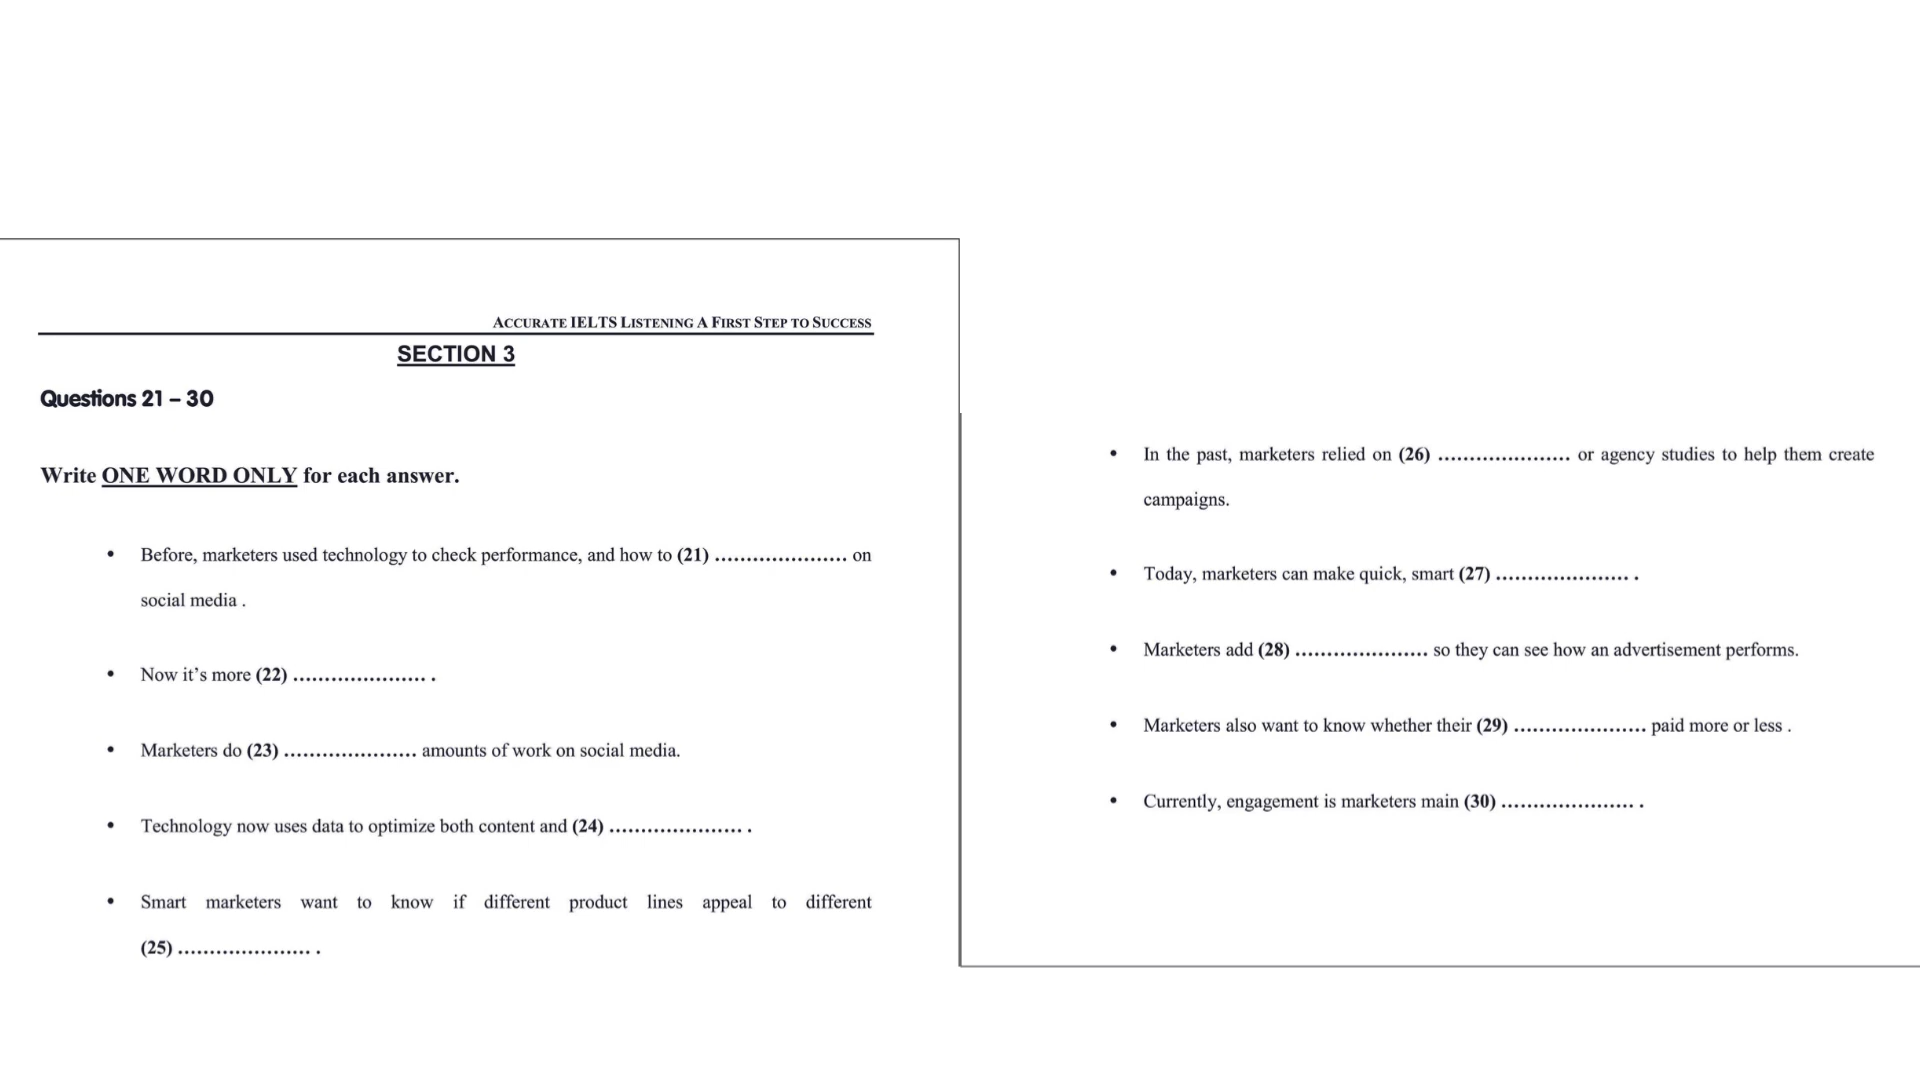 ACCURATE IELTS LISTENING A FIRST STEP TO SUCCESS
SECTION 3
Questions 21 – 30
Write ONE WORD ONLY for each answer.
• Before, marketers used technology to check performance, and how to (21) ..................... on
social media .
• Now it’s more (22) ..................... .
• Marketers do (23) ..................... amounts of work on social media.
• Technology now uses data to optimize both content and (24) ..................... .
• Smart marketers want to know if different product lines appeal to different
(25) ..................... .
• In the past, marketers relied on (26) ..................... or agency studies to help them create
campaigns.
• Today, marketers can make quick, smart (27) ..................... .
• Marketers add (28) ..................... so they can see how an advertisement performs.
• Marketers also want to know whether their (29) ..................... paid more or less .
• Currently, engagement is marketers main (30) ..................... .